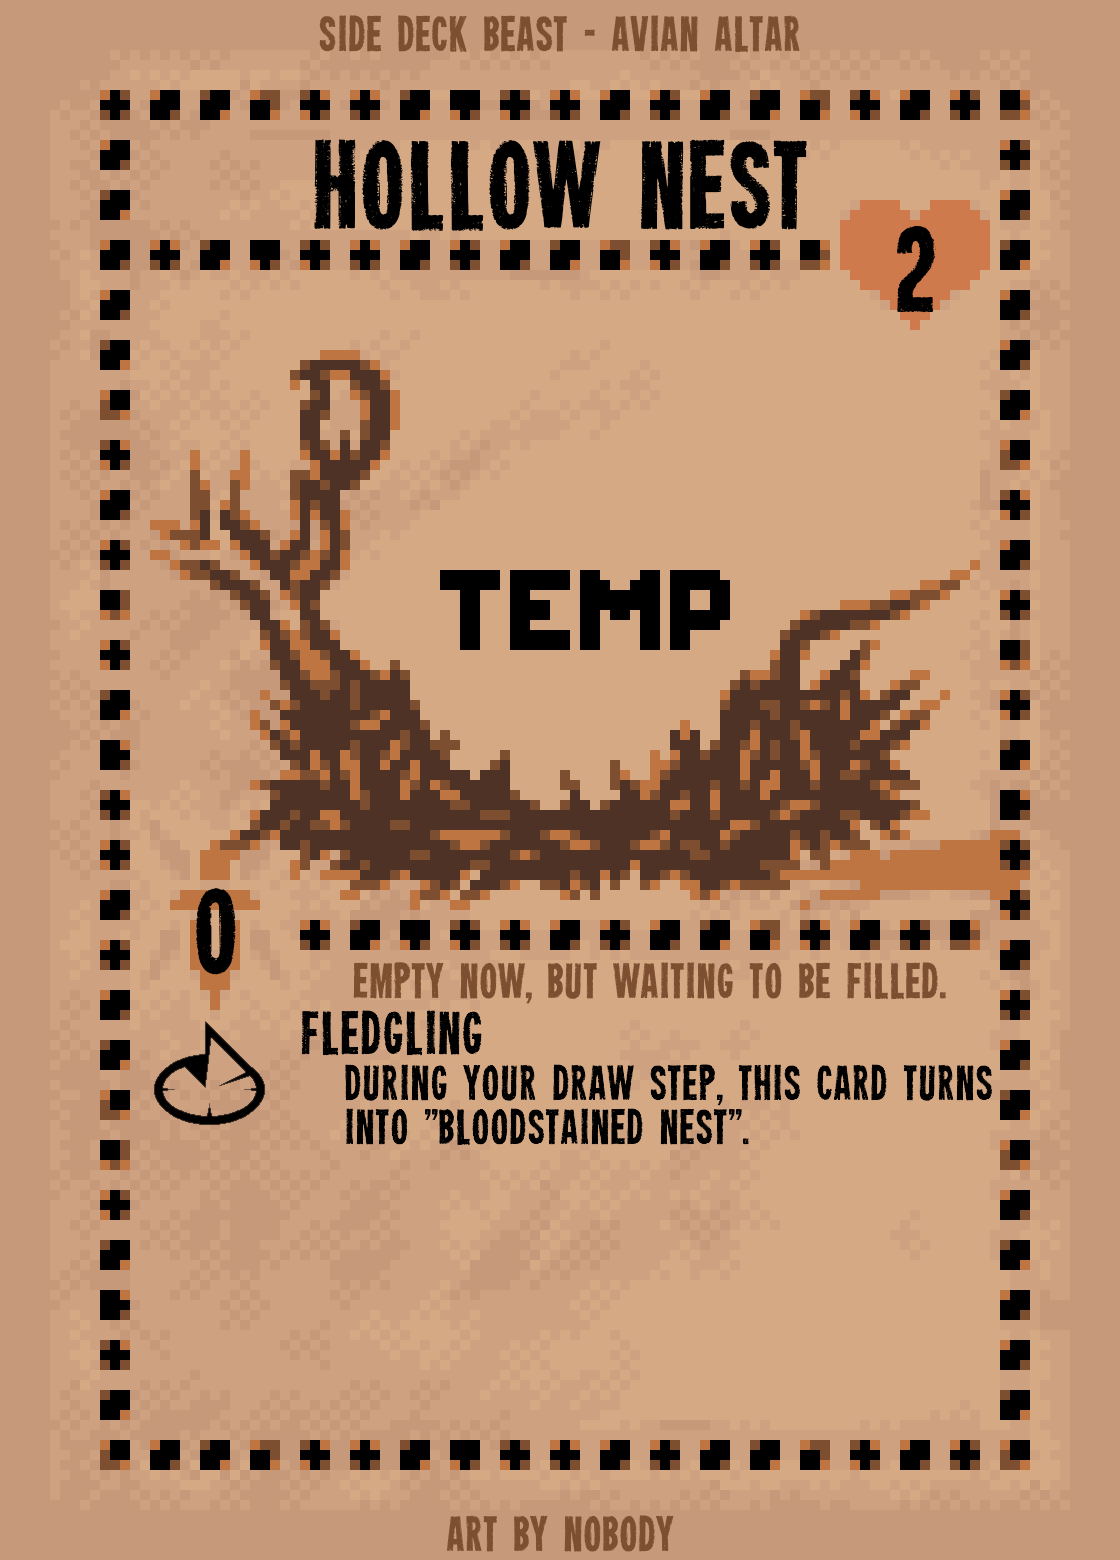 SIDE DECK BEAST - AVIAN ALTAR
HOLLOW NEST
2
TEMP
0
EMPTY NOW, BUT WAITING TO BE FILLED.
FLEDGLING
DURING YOUR DRAW STEP, THIS CARD TURNS
INTO "BLOODSTAINED NEST".
ART BY NOBODY